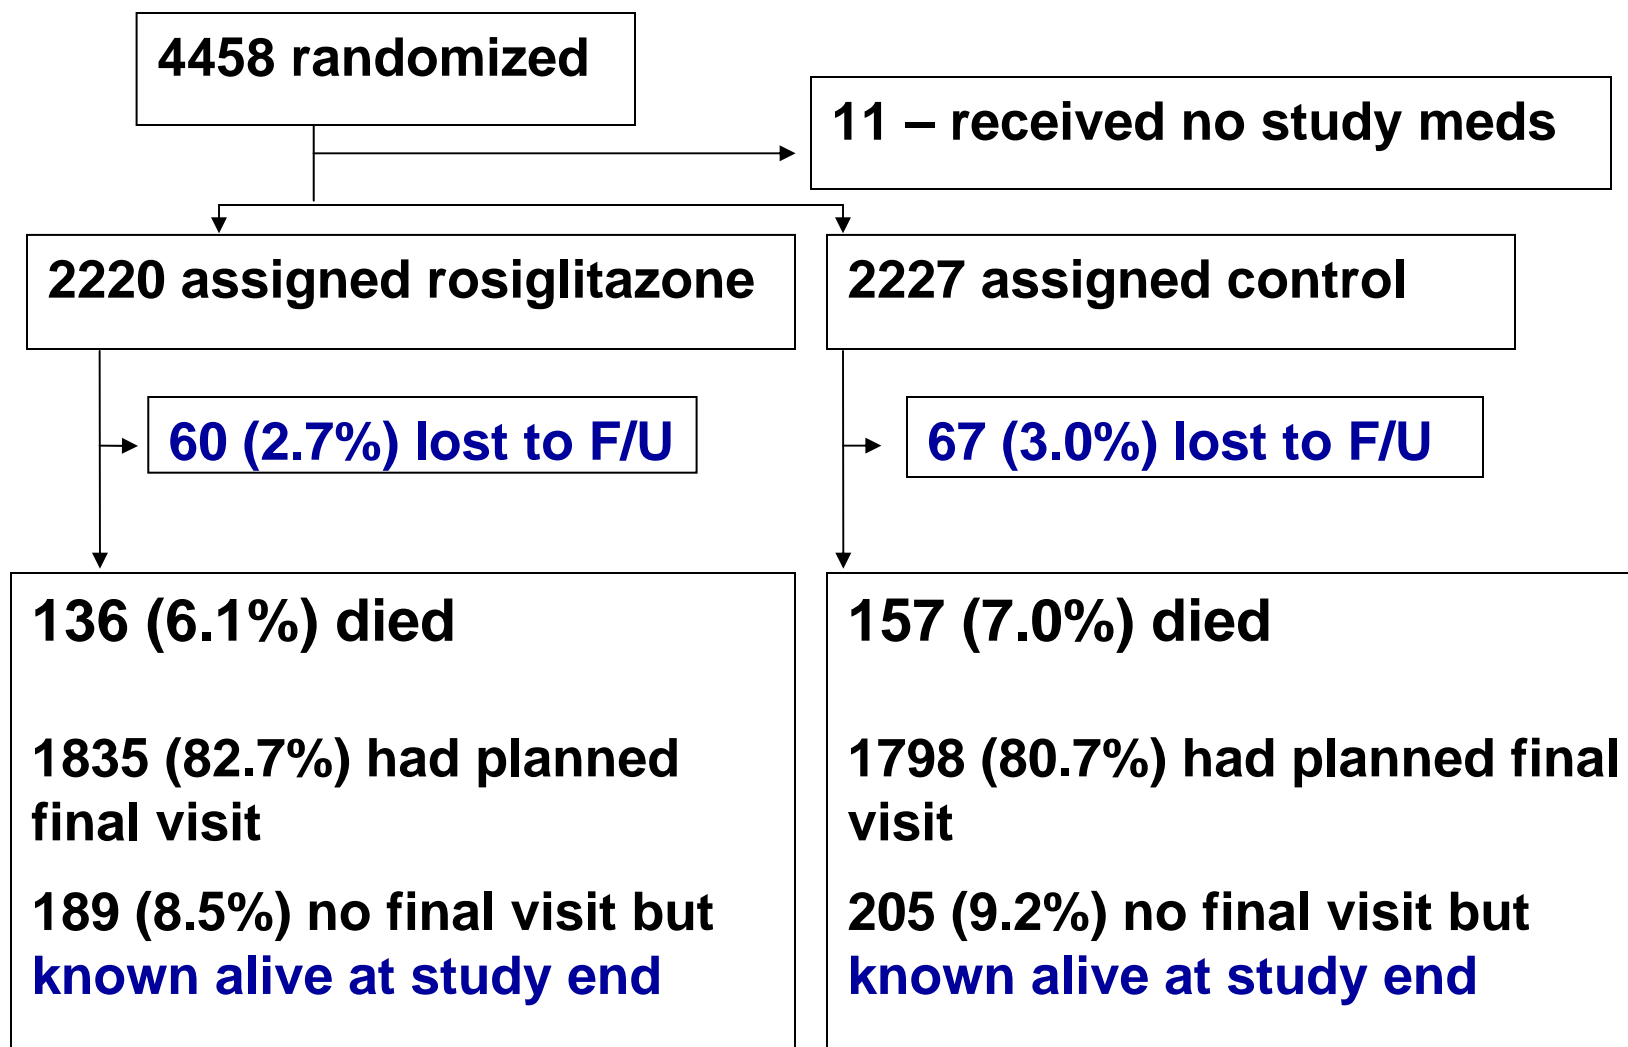 4458 randomized
11 – received no study meds
2220 assigned rosiglitazone
2227 assigned control
60 (2.7%) lost to F/U
67 (3.0%) lost to F/U
136 (6.1%) died
1835 (82.7%) had planned
final visit
189 (8.5%) no final visit but
known alive at study end
157 (7.0%) died
1798 (80.7%) had planned final
visit
205 (9.2%) no final visit but
known alive at study end